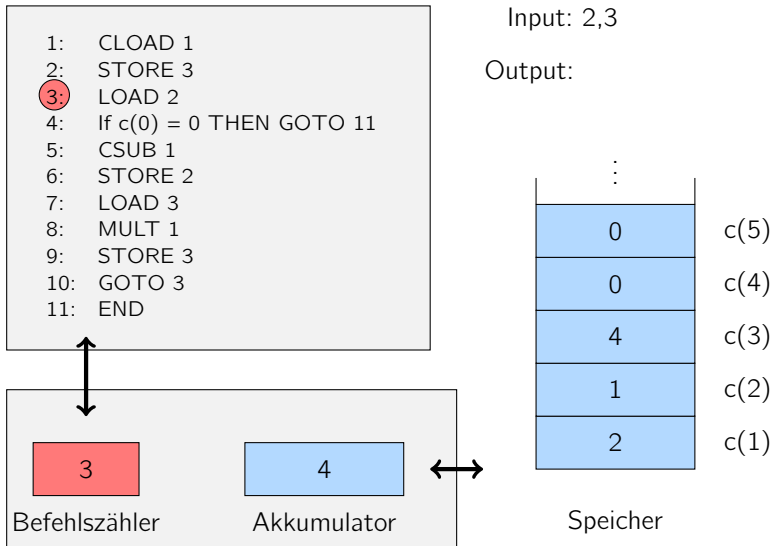 1: CLOAD 1
2: STORE 3
3: LOAD 2
4: If c(0) = 0 THEN GOTO 11
5: CSUB 1
6: STORE 2
7: LOAD 3
8: MULT 1
9: STORE 3
10: GOTO 3
11: END
Input: 2,3
Output:
⋮
0 c(5)
0 c(4)
4 c(3)
1 c(2)
2 c(1)
3 4
Befehlszähler Akkumulator Speicher